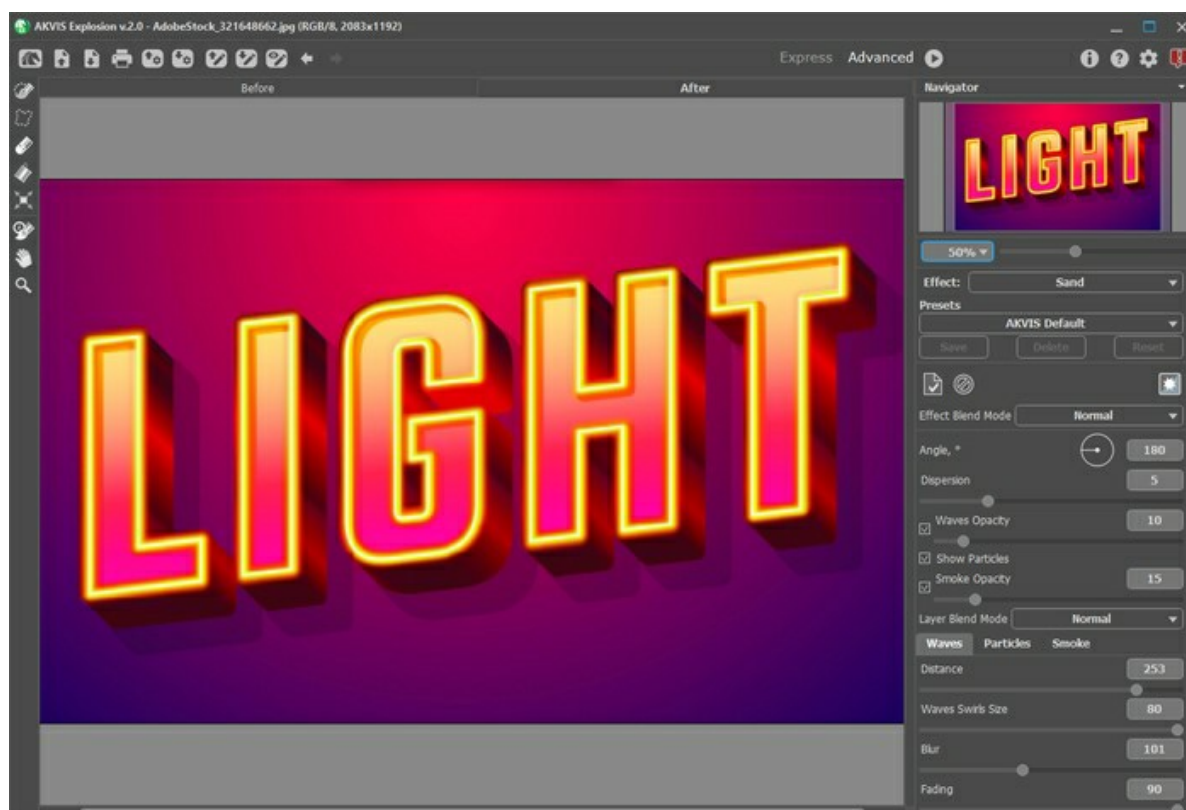 AKVIS Explosion v.2.0 - AdobeStock_321648662.jpg (RGB/8, 2083x1192)
Express Advanced
Before After
Navigator
LIGHT
LIGHT
50%
Effect: Sand
Presets
AKVIS Default
Save Delete Reset
Effect Blend Mode Normal
Angle, ° 180
Dispersion 5
Waves Opacity 10
Show Particles
Smoke Opacity 15
Layer Blend Mode Normal
Waves Particles Smoke
Distance 253
Waves Swirls Size 80
Blur 101
Fading 90